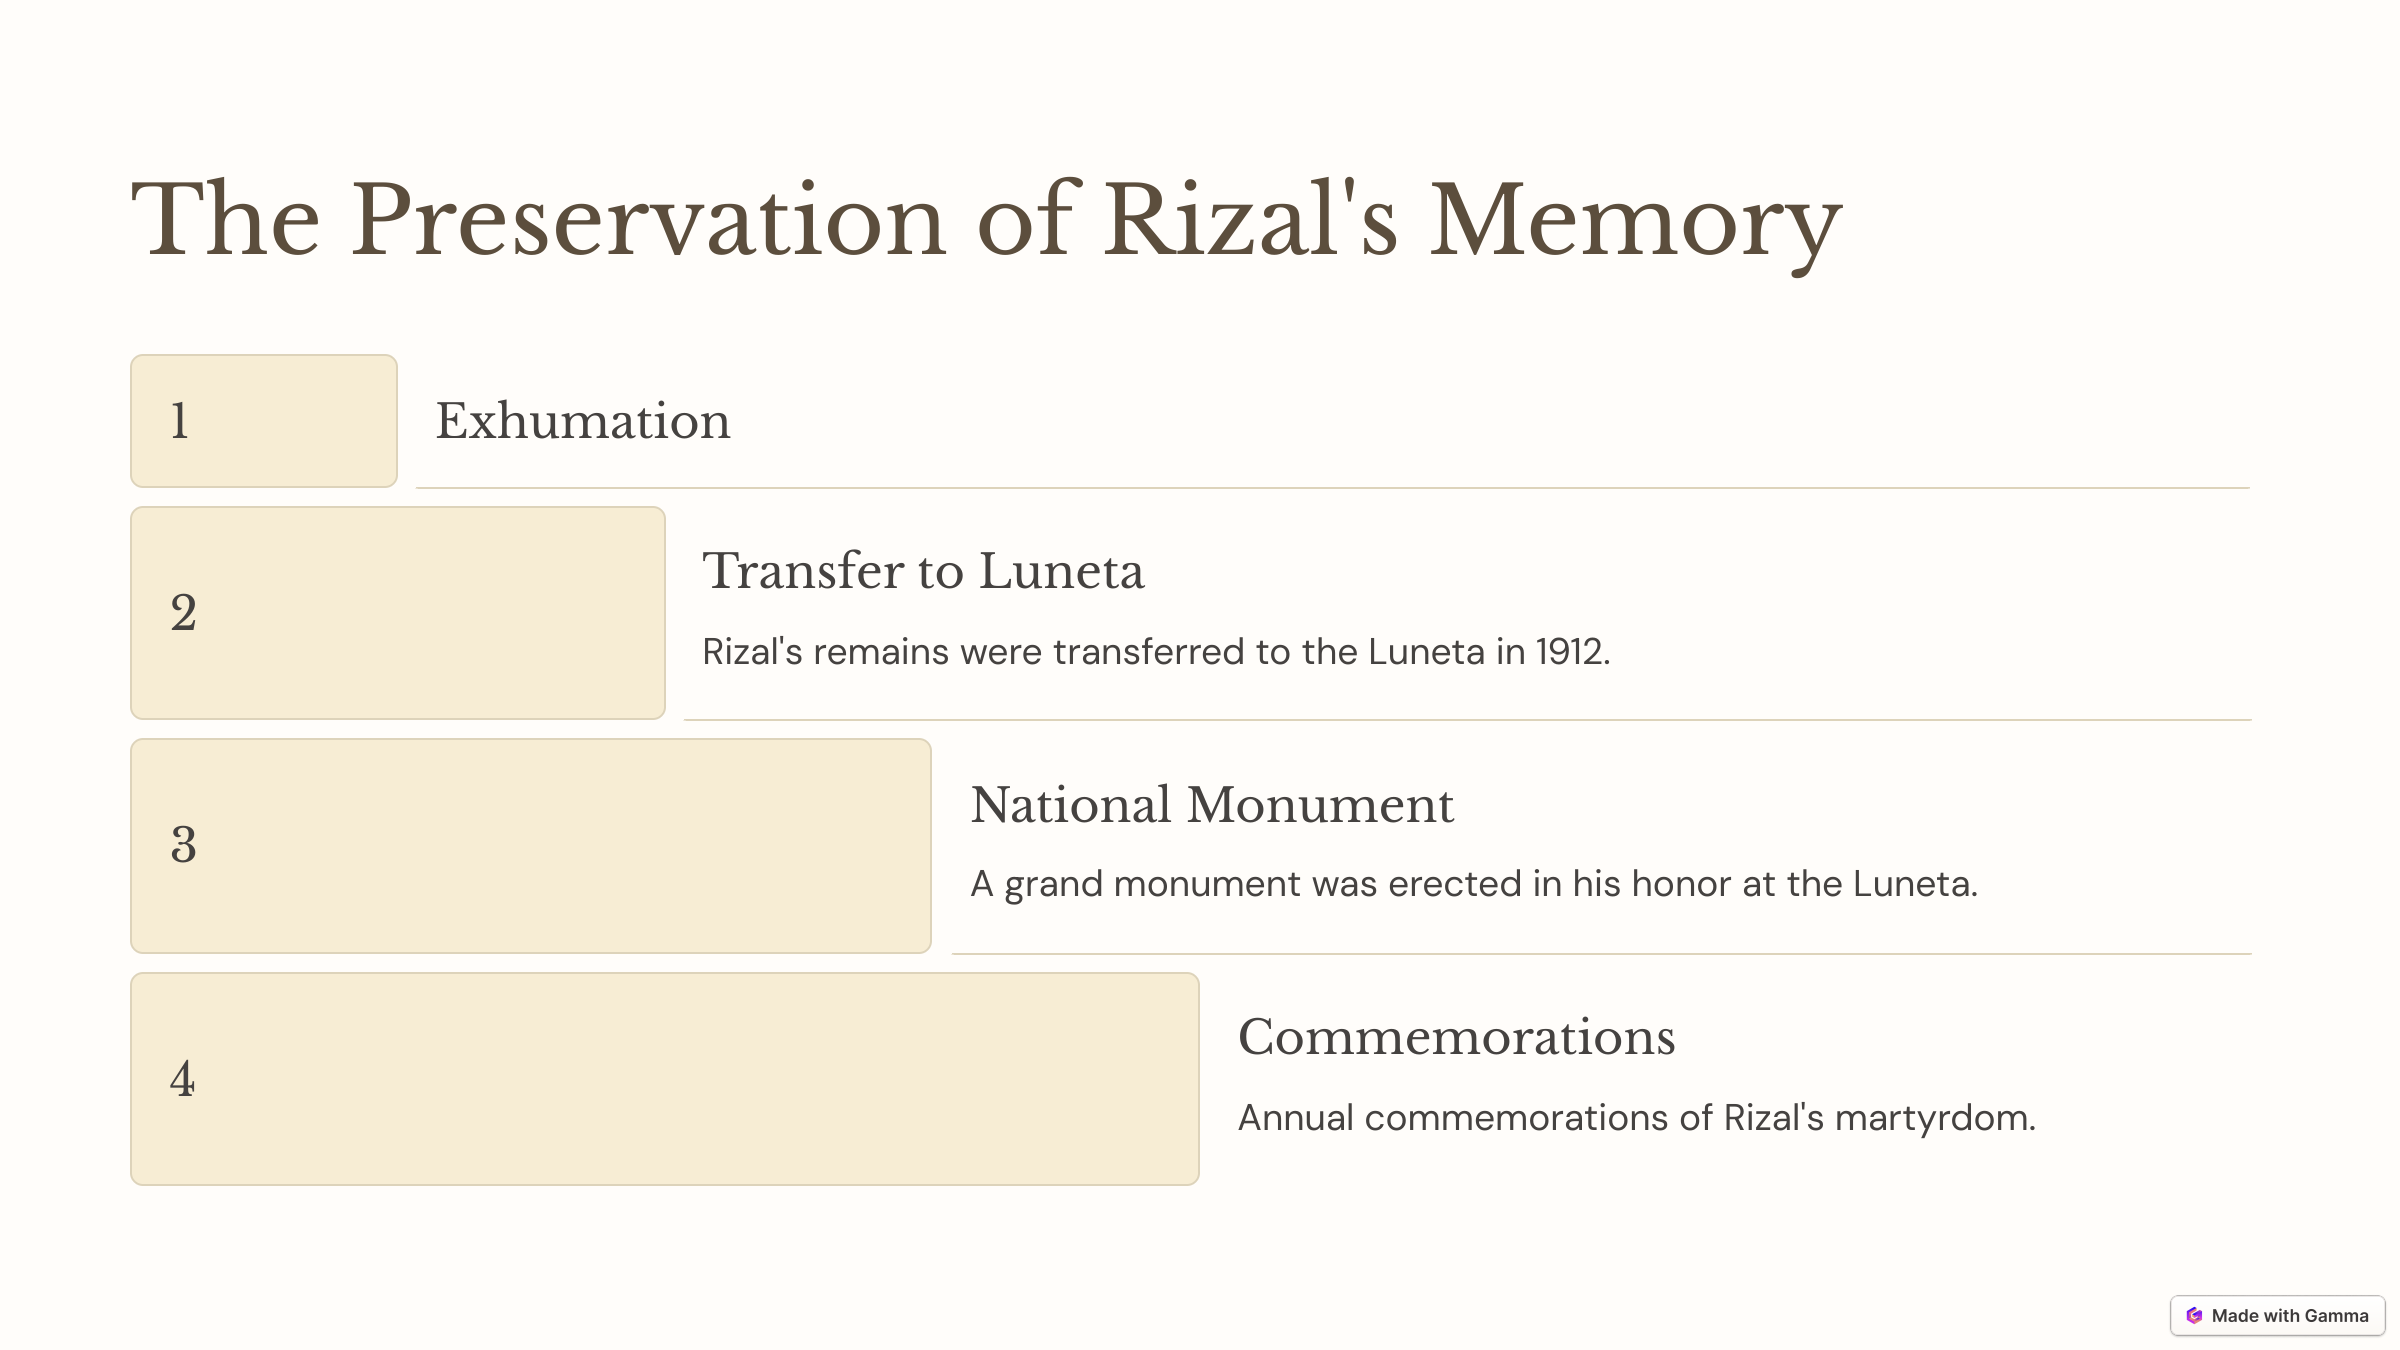 The Preservation of Rizal's Memory
1
Exhumation
2
Transfer to Luneta
Rizal's remains were transferred to the Luneta in 1912.
3
National Monument
A grand monument was erected in his honor at the Luneta.
4
Commemorations
Annual commemorations of Rizal's martyrdom.
Made with Gamma